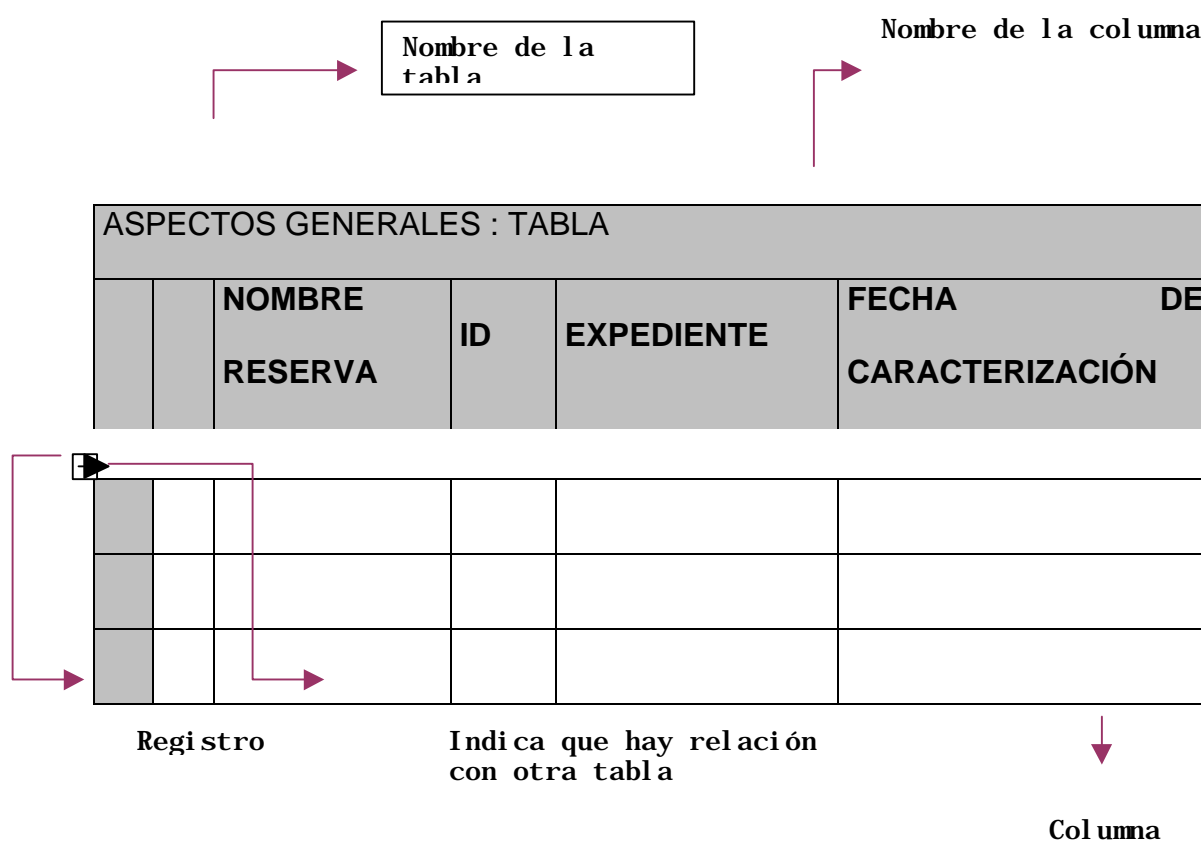 Nombre de la
tabla
Nombre de la columna
ASPECTOS GENERALES : TABLA
NOMBRE
RESERVA
ID
EXPEDIENTE
FECHA DE
CARACTERIZACIÓN
Registro
Indica que hay relación
con otra tabla
Columna